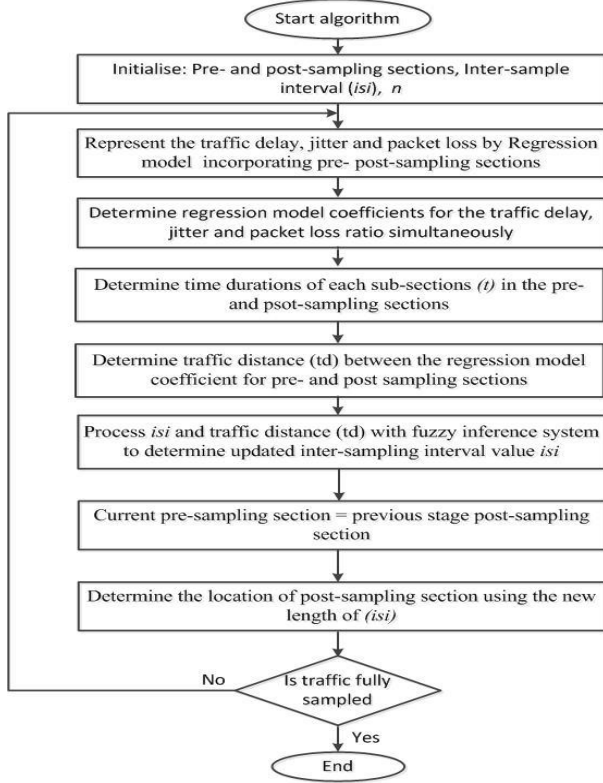 Start algorithm
Initialise: Pre- and post-sampling sections, Inter-sample
interval (isi), n
Represent the traffic delay, jitter and packet loss by Regression
model incorporating pre- post-sampling sections
Determine regression model coefficients for the traffic delay,
jitter and packet loss ratio simultaneously
Determine time durations of each sub-sections (t) in the pre-
and psot-sampling sections
Determine traffic distance (td) between the regression model
coefficient for pre- and post sampling sections
Process isi and traffic distance (td) with fuzzy inference system
to determine updated inter-sampling interval value isi
Current pre-sampling section = previous stage post-sampling
section
Determine the location of post-sampling section using the new
length of (isi)
No
Is traffic fully
sampled
Yes
End